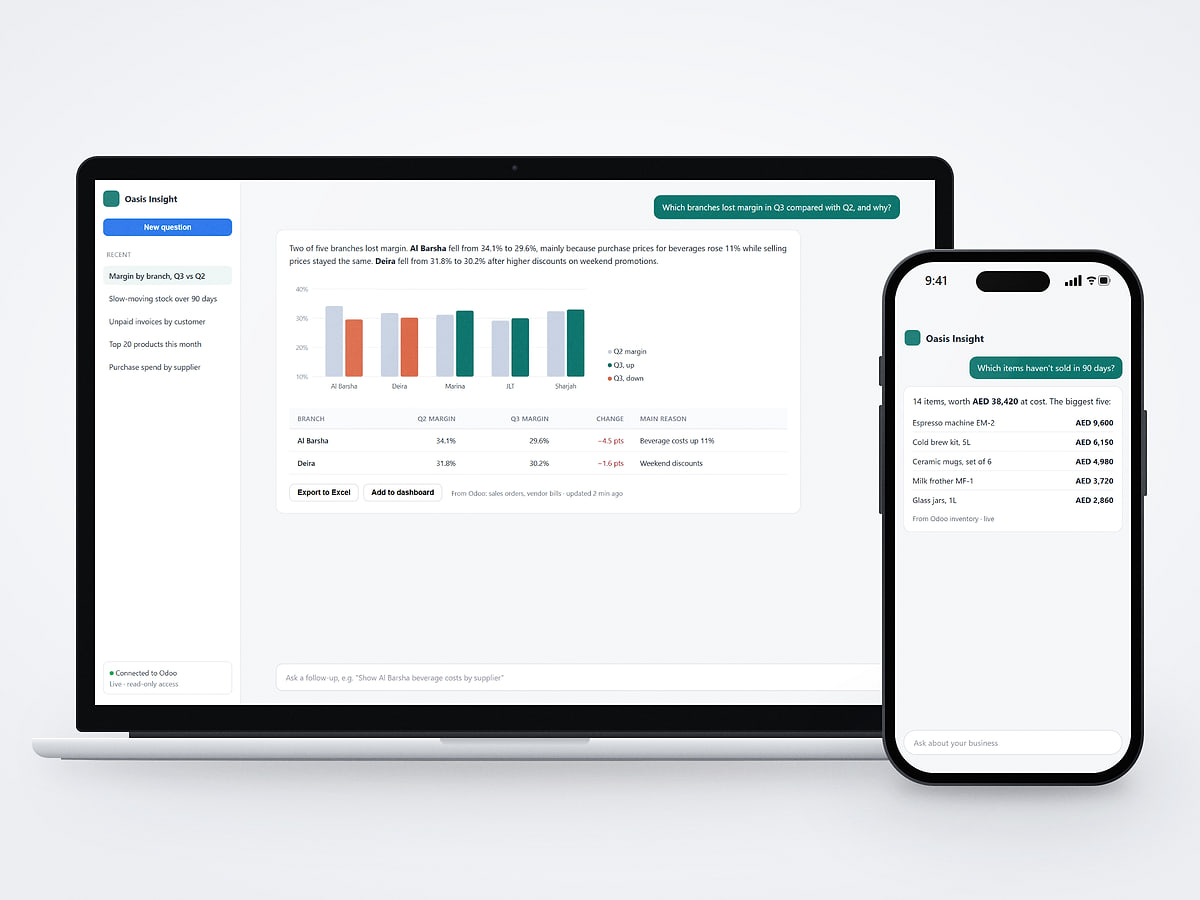 Oasis Insight
New question
RECENT
Margin by branch, Q3 vs Q2
Slow-moving stock over 90 days
Unpaid invoices by customer
Top 20 products this month
Purchase spend by supplier
Connected to Odoo
Live · read-only access
Which branches lost margin in Q3 compared with Q2, and why?
Two of five branches lost margin. Al Barsha fell from 34.1% to 29.6%, mainly because purchase prices for beverages rose 11% while selling
prices stayed the same. Deira fell from 31.8% to 30.2% after higher discounts on weekend promotions.
40%
30%
20%
10%
Al Barsha Deira Marina JLT Sharjah
Q2 margin
Q3, up
Q3, down
BRANCH Q2 MARGIN Q3 MARGIN CHANGE MAIN REASON
Al Barsha 34.1% 29.6% −4.5 pts Beverage costs up 11%
Deira 31.8% 30.2% −1.6 pts Weekend discounts
Export to Excel Add to dashboard From Odoo: sales orders, vendor bills · updated 2 min ago
Ask a follow-up, e.g. "Show Al Barsha beverage costs by supplier"
9:41
Oasis Insight
Which items haven't sold in 90 days?
14 items, worth AED 38,420 at cost. The biggest five:
Espresso machine EM-2 AED 9,600
Cold brew kit, 5L AED 6,150
Ceramic mugs, set of 6 AED 4,980
Milk frother MF-1 AED 3,720
Glass jars, 1L AED 2,860
From Odoo inventory · live
Ask about your business